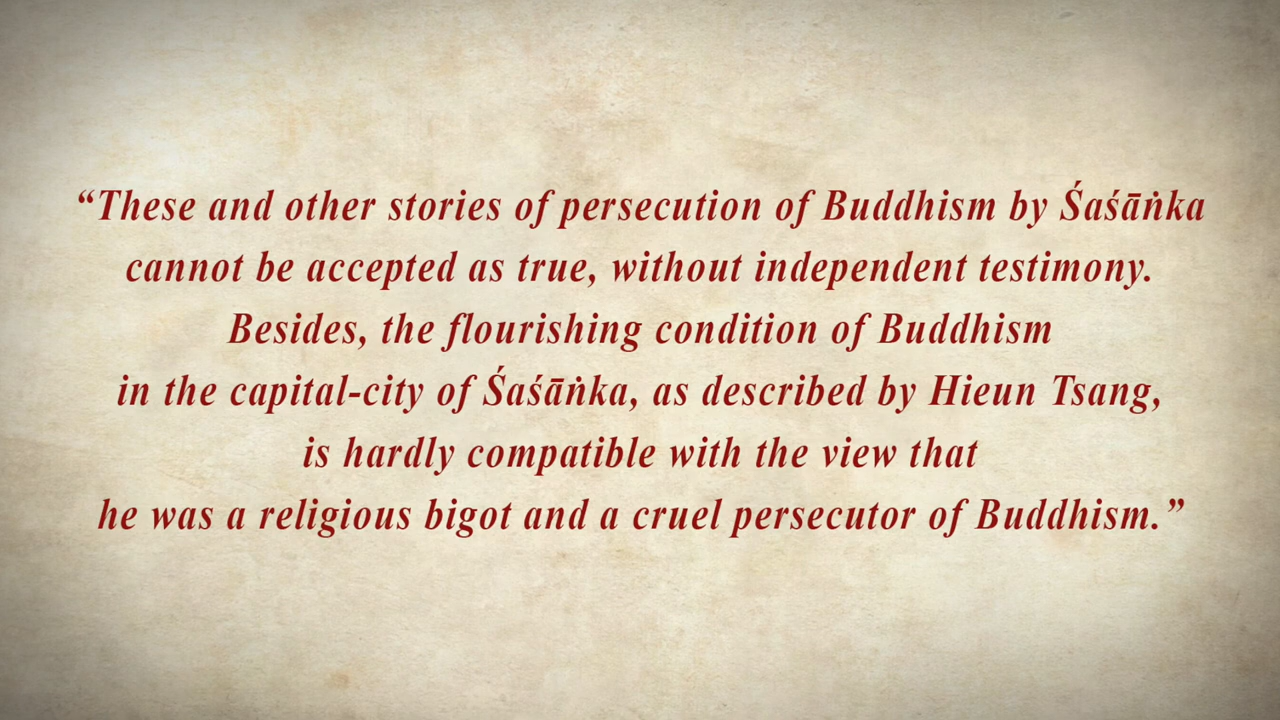 “These and other stories of persecution of Buddhism by Śaśāṅka
cannot be accepted as true, without independent testimony.
Besides, the flourishing condition of Buddhism
in the capital-city of Śaśāṅka, as described by Hieun Tsang,
is hardly compatible with the view that
he was a religious bigot and a cruel persecutor of Buddhism.”